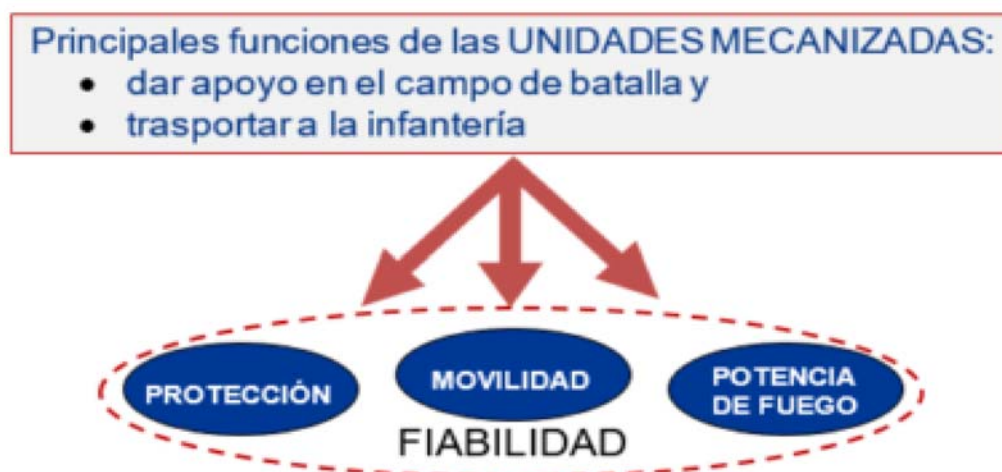 Principales funciones de las UNIDADES MECANIZADAS:
• dar apoyo en el campo de batalla y
• trasportar a la infantería
PROTECCIÓN
MOVILIDAD
POTENCIA
DE FUEGO
FIABILIDAD